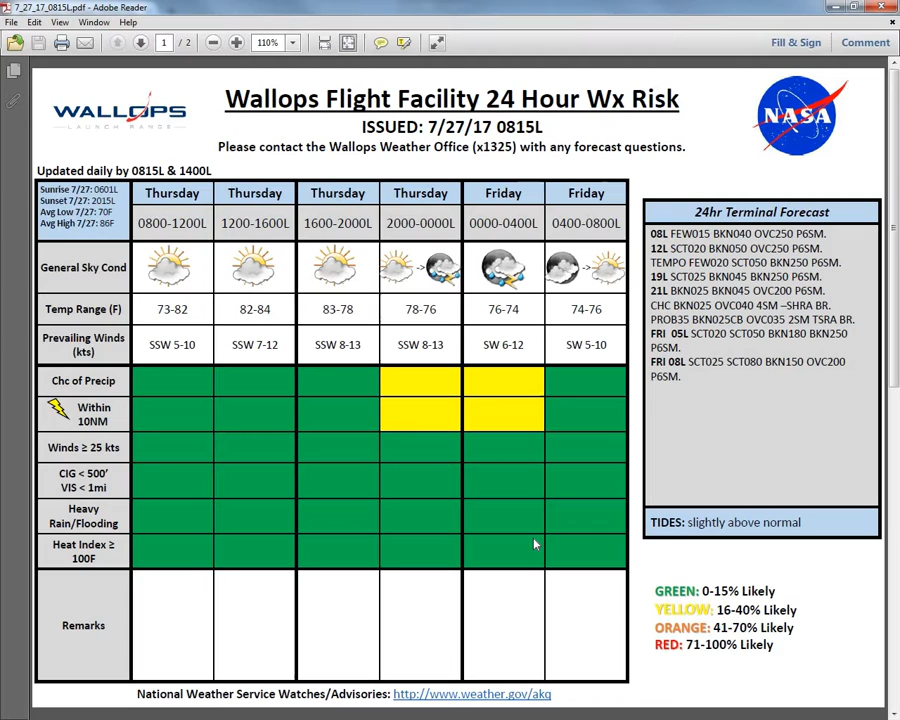 7_27_17_0815L.pdf - Adobe Reader
File Edit View Window Help
1 / 2 110% Fill & Sign Comment
WALLOPS
LAUNCH RANGE
Wallops Flight Facility 24 Hour Wx Risk
ISSUED: 7/27/17 0815L
Please contact the Wallops Weather Office (x1325) with any forecast questions.
NASA
Updated daily by 0815L & 1400L
Sunrise 7/27: 0601L
Sunset 7/27: 2015L
Avg Low 7/27: 70F
Avg High 7/27: 86F
Thursday Thursday Thursday Thursday Friday Friday
0800-1200L 1200-1600L 1600-2000L 2000-0000L 0000-0400L 0400-0800L
General Sky Cond -> ->
Temp Range (F) 73-82 82-84 83-78 78-76 76-74 74-76
Prevailing Winds
(kts)
SSW 5-10 SSW 7-12 SSW 8-13 SSW 8-13 SW 6-12 SW 5-10
Chc of Precip
Within
10NM
Winds ≥ 25 kts
CIG < 500’
VIS < 1mi
Heavy
Rain/Flooding
Heat Index ≥
100F
Remarks
24hr Terminal Forecast
08L FEW015 BKN040 OVC250 P6SM.
12L SCT020 BKN050 OVC250 P6SM.
TEMPO FEW020 SCT050 BKN250 P6SM.
19L SCT025 BKN045 BKN250 P6SM.
21L BKN025 BKN045 OVC200 P6SM.
CHC BKN025 OVC040 4SM –SHRA BR.
PROB35 BKN025CB OVC035 2SM TSRA BR.
FRI 05L SCT020 SCT050 BKN180 BKN250
P6SM.
FRI 08L SCT025 SCT080 BKN150 OVC200
P6SM.
TIDES: slightly above normal
GREEN: 0-15% Likely
YELLOW: 16-40% Likely
ORANGE: 41-70% Likely
RED: 71-100% Likely
National Weather Service Watches/Advisories: http://www.weather.gov/akq